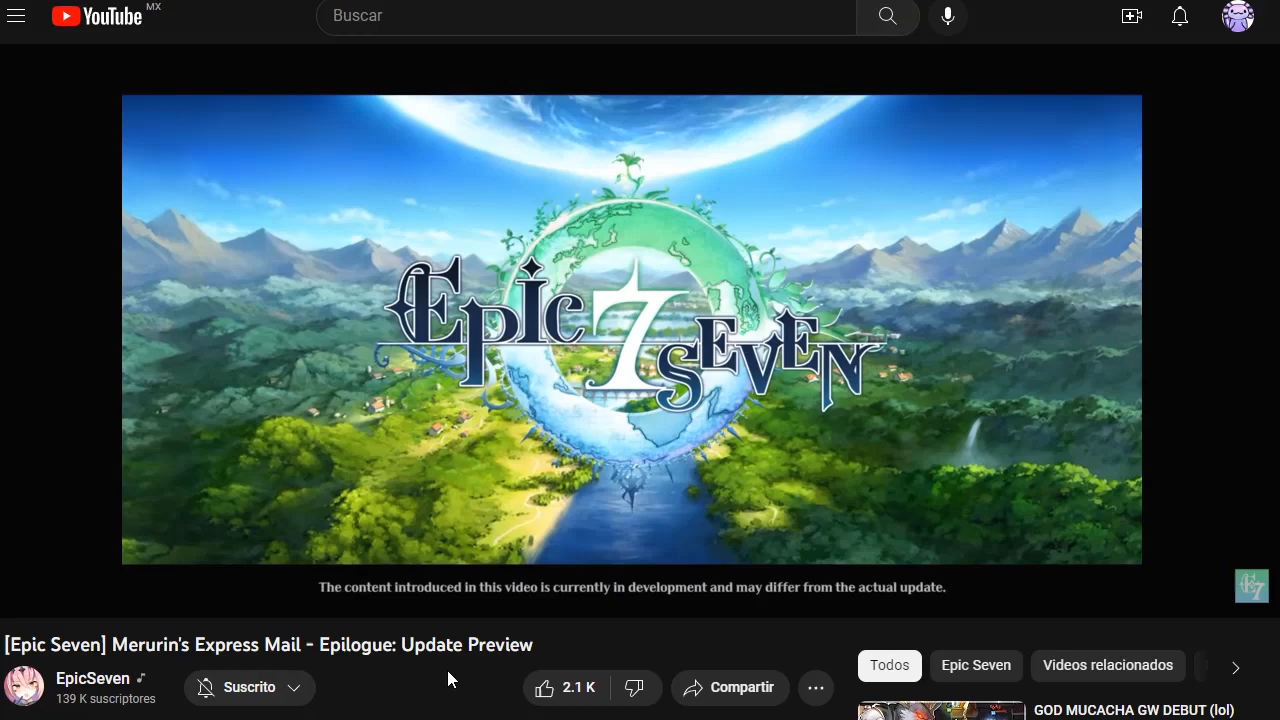 YouTube MX
Buscar
EPIC 7 SEVEN
The content introduced in this video is currently in development and may differ from the actual update.
E7
[Epic Seven] Merurin's Express Mail - Epilogue: Update Preview
EpicSeven
139 K suscriptores
Suscrito
2.1 K
Compartir
Todos
Epic Seven
Videos relacionados
GOD MUCACHA GW DEBUT (lol)